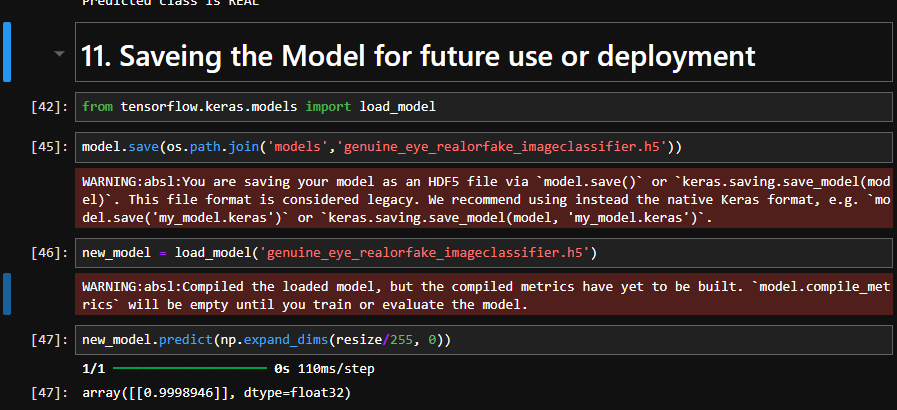 Predicted class is REAL
11. Saveing the Model for future use or deployment
[42]: from tensorflow.keras.models import load_model
[45]: model.save(os.path.join('models','genuine_eye_realorfake_imageclassifier.h5'))
WARNING:absl:You are saving your model as an HDF5 file via `model.save()` or `keras.saving.save_model(mod
el)`. This file format is considered legacy. We recommend using instead the native Keras format, e.g. `mo
del.save('my_model.keras')` or `keras.saving.save_model(model, 'my_model.keras')`.
[46]: new_model = load_model('genuine_eye_realorfake_imageclassifier.h5')
WARNING:absl:Compiled the loaded model, but the compiled metrics have yet to be built. `model.compile_met
rics` will be empty until you train or evaluate the model.
[47]: new_model.predict(np.expand_dims(resize/255, 0))
1/1 ━━━━━━━━━━━━━━━━━━━━ 0s 110ms/step
[47]: array([[0.9998946]], dtype=float32)